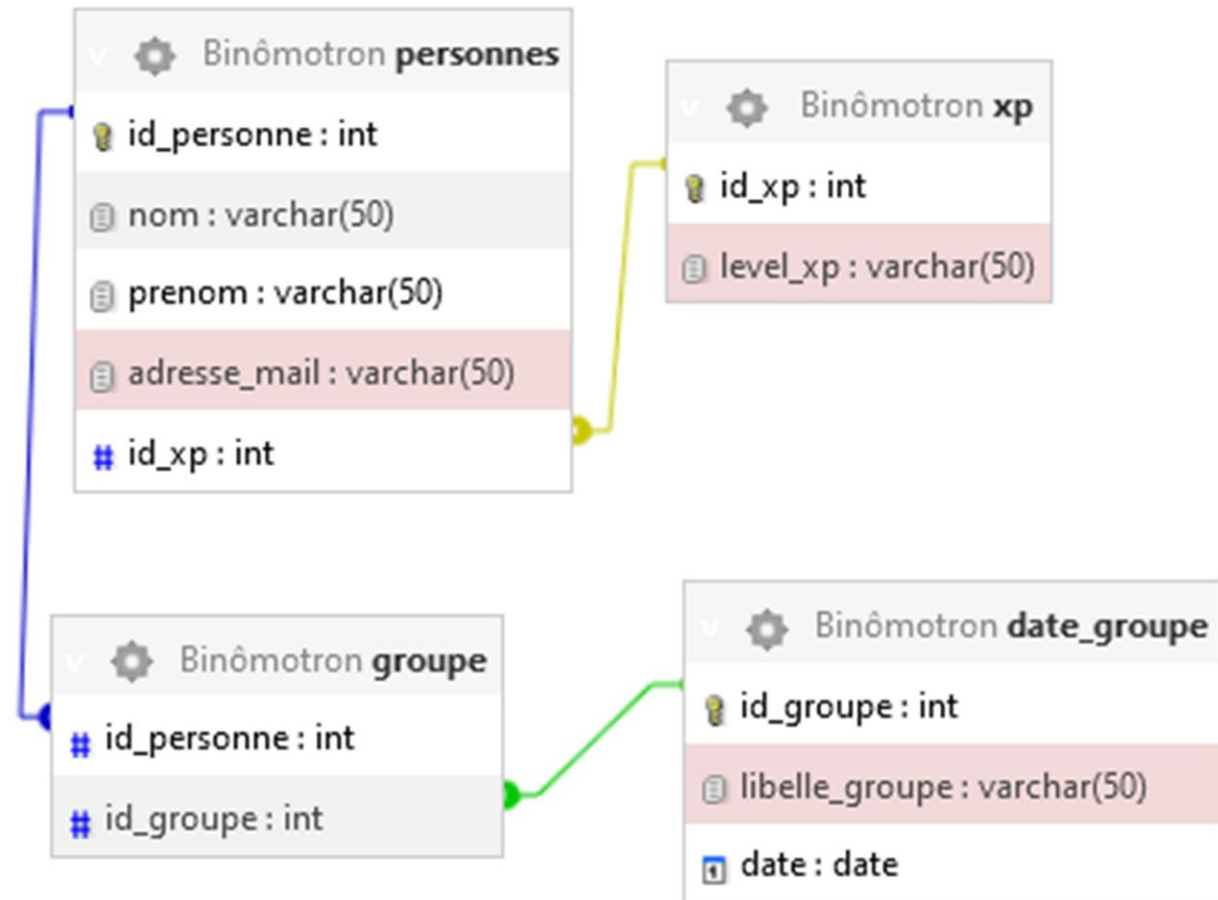 Binômotron personnes
id_personne : int
nom : varchar(50)
prenom : varchar(50)
adresse_mail : varchar(50)
# id_xp : int
Binômotron xp
id_xp : int
level_xp : varchar(50)
Binômotron groupe
# id_personne : int
# id_groupe : int
Binômotron date_groupe
id_groupe : int
libelle_groupe : varchar(50)
date : date